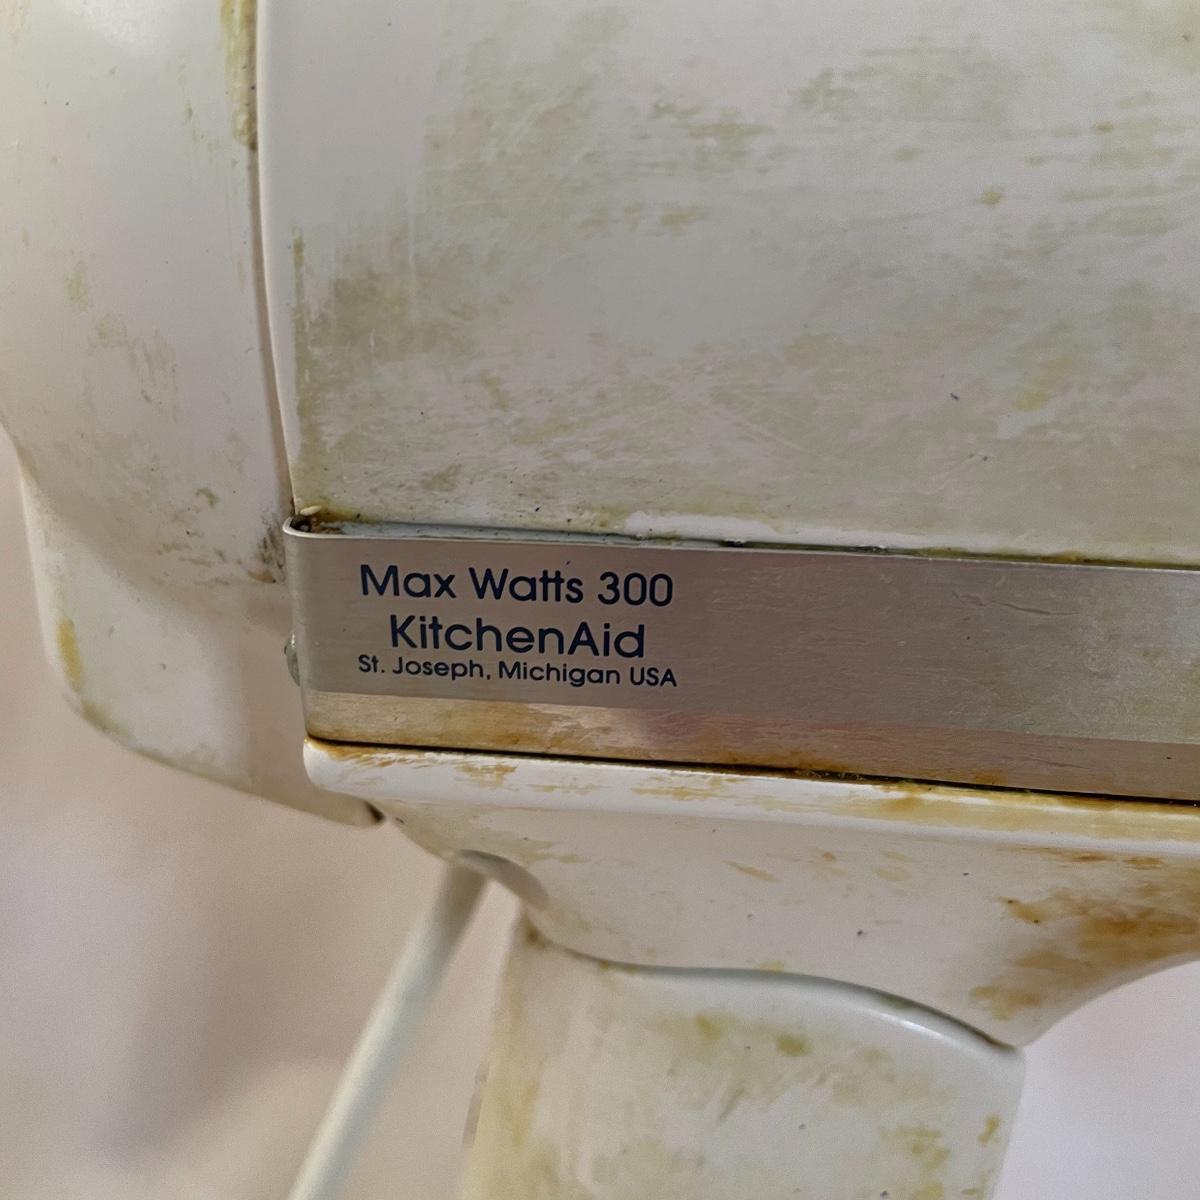 Max Watts 300
KitchenAid
St. Joseph, Michigan USA